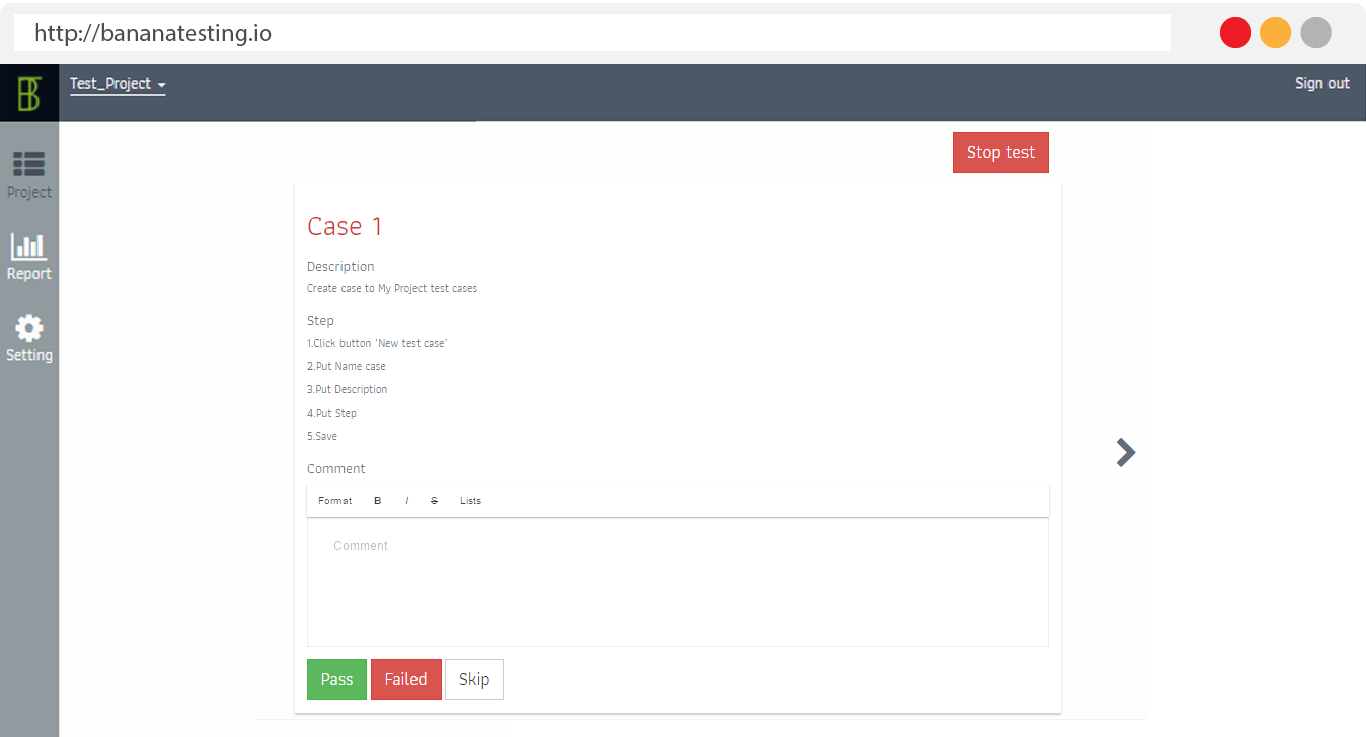 http://bananatesting.io
Test_Project
Sign out
Project
Report
Setting
Stop test
Case 1
Description
Create case to My Project test cases
Step
1.Click button 'New test case'
2.Put Name case
3.Put Description
4.Put Step
5.Save
Comment
Format B I S Lists
Comment
Pass Failed Skip